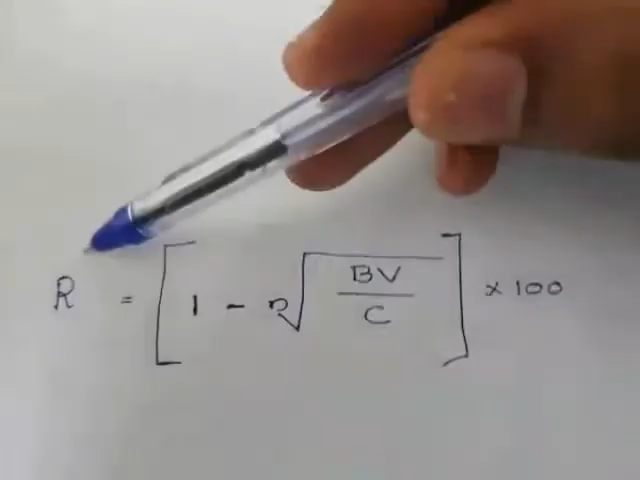 R = [ 1 - ⁿ√(BV/C) ] × 100